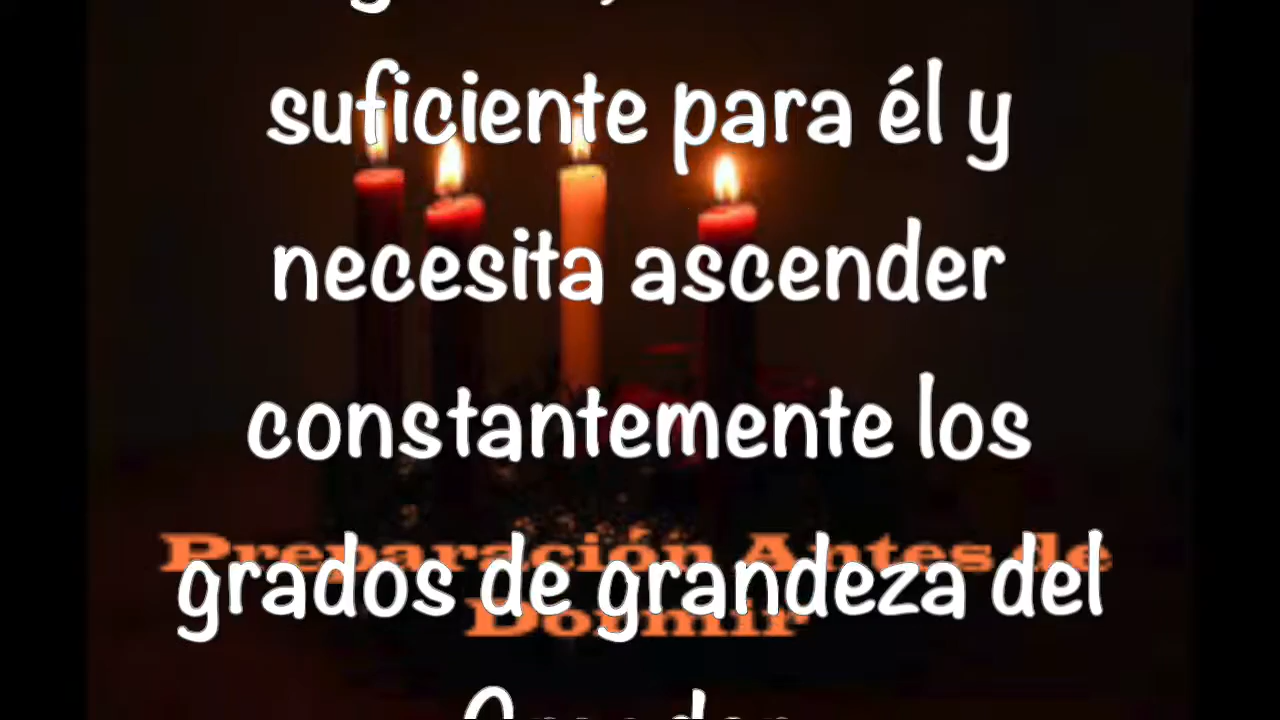 suficiente para él y
necesita ascender
constantemente los
grados de grandeza del
Preparación Antes de
Dormir